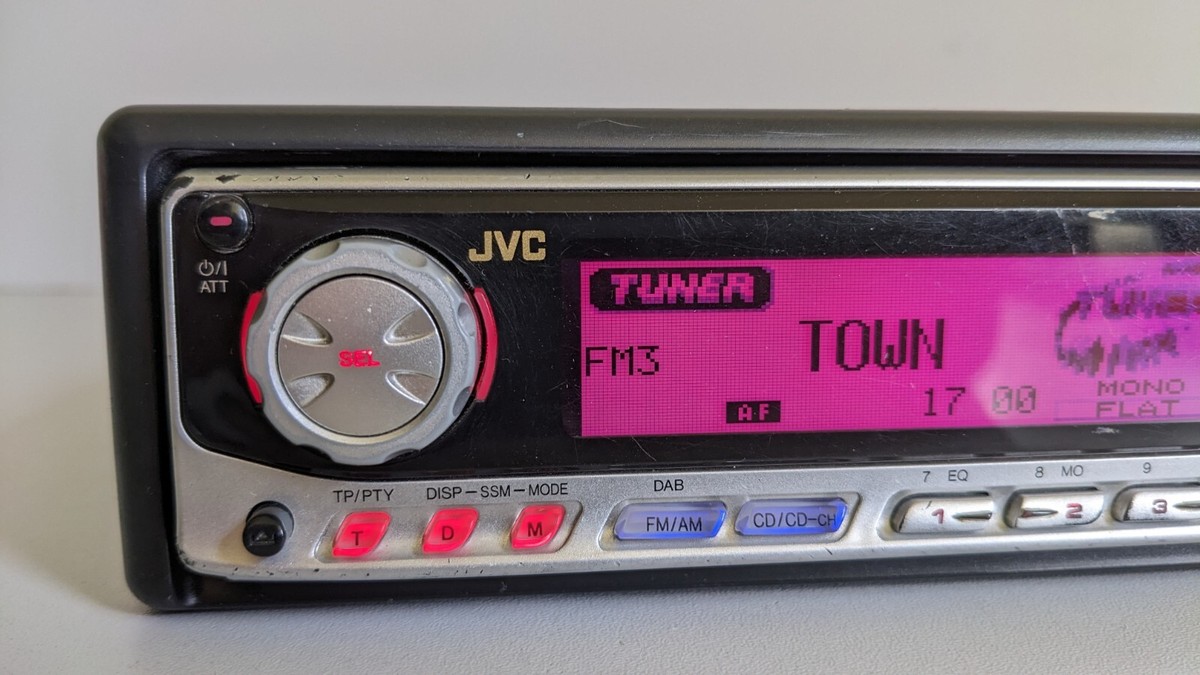 JVC
⏻/I
ATT
SEL
TUNER
FM3
TOWN
AF
17 00
MONO
FLAT
TP/PTY
DISP–SSM–MODE
DAB
7 EQ
8 MO
9
T
D
M
FM/AM
CD/CD-CH
1
2
3